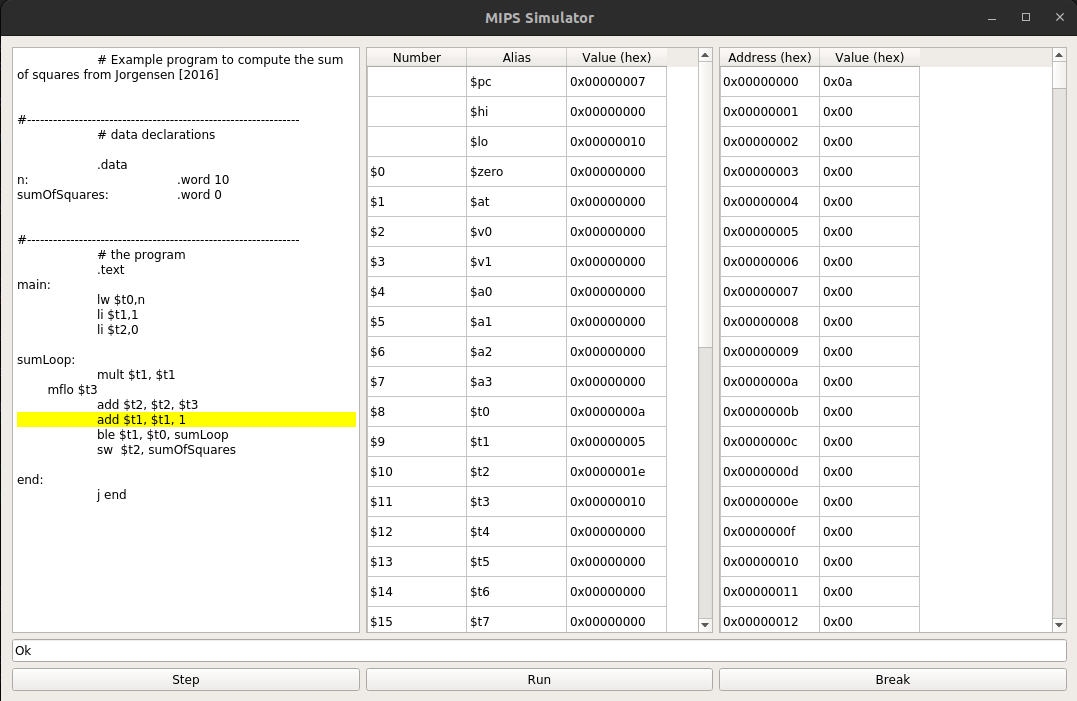 MIPS Simulator
# Example program to compute the sum
of squares from Jorgensen [2016]
#---------------------------------------------------------------
# data declarations
.data
n: .word 10
sumOfSquares: .word 0
#---------------------------------------------------------------
# the program
.text
main:
lw $t0,n
li $t1,1
li $t2,0
sumLoop:
mult $t1, $t1
mflo $t3
add $t2, $t2, $t3
add $t1, $t1, 1
ble $t1, $t0, sumLoop
sw  $t2, sumOfSquares
end:
j end
Number Alias Value (hex)
$pc 0x00000007
$hi 0x00000000
$lo 0x00000010
$0 $zero 0x00000000
$1 $at 0x00000000
$2 $v0 0x00000000
$3 $v1 0x00000000
$4 $a0 0x00000000
$5 $a1 0x00000000
$6 $a2 0x00000000
$7 $a3 0x00000000
$8 $t0 0x0000000a
$9 $t1 0x00000005
$10 $t2 0x0000001e
$11 $t3 0x00000010
$12 $t4 0x00000000
$13 $t5 0x00000000
$14 $t6 0x00000000
$15 $t7 0x00000000
Address (hex) Value (hex)
0x00000000 0x0a
0x00000001 0x00
0x00000002 0x00
0x00000003 0x00
0x00000004 0x00
0x00000005 0x00
0x00000006 0x00
0x00000007 0x00
0x00000008 0x00
0x00000009 0x00
0x0000000a 0x00
0x0000000b 0x00
0x0000000c 0x00
0x0000000d 0x00
0x0000000e 0x00
0x0000000f 0x00
0x00000010 0x00
0x00000011 0x00
0x00000012 0x00
Ok
Step Run Break